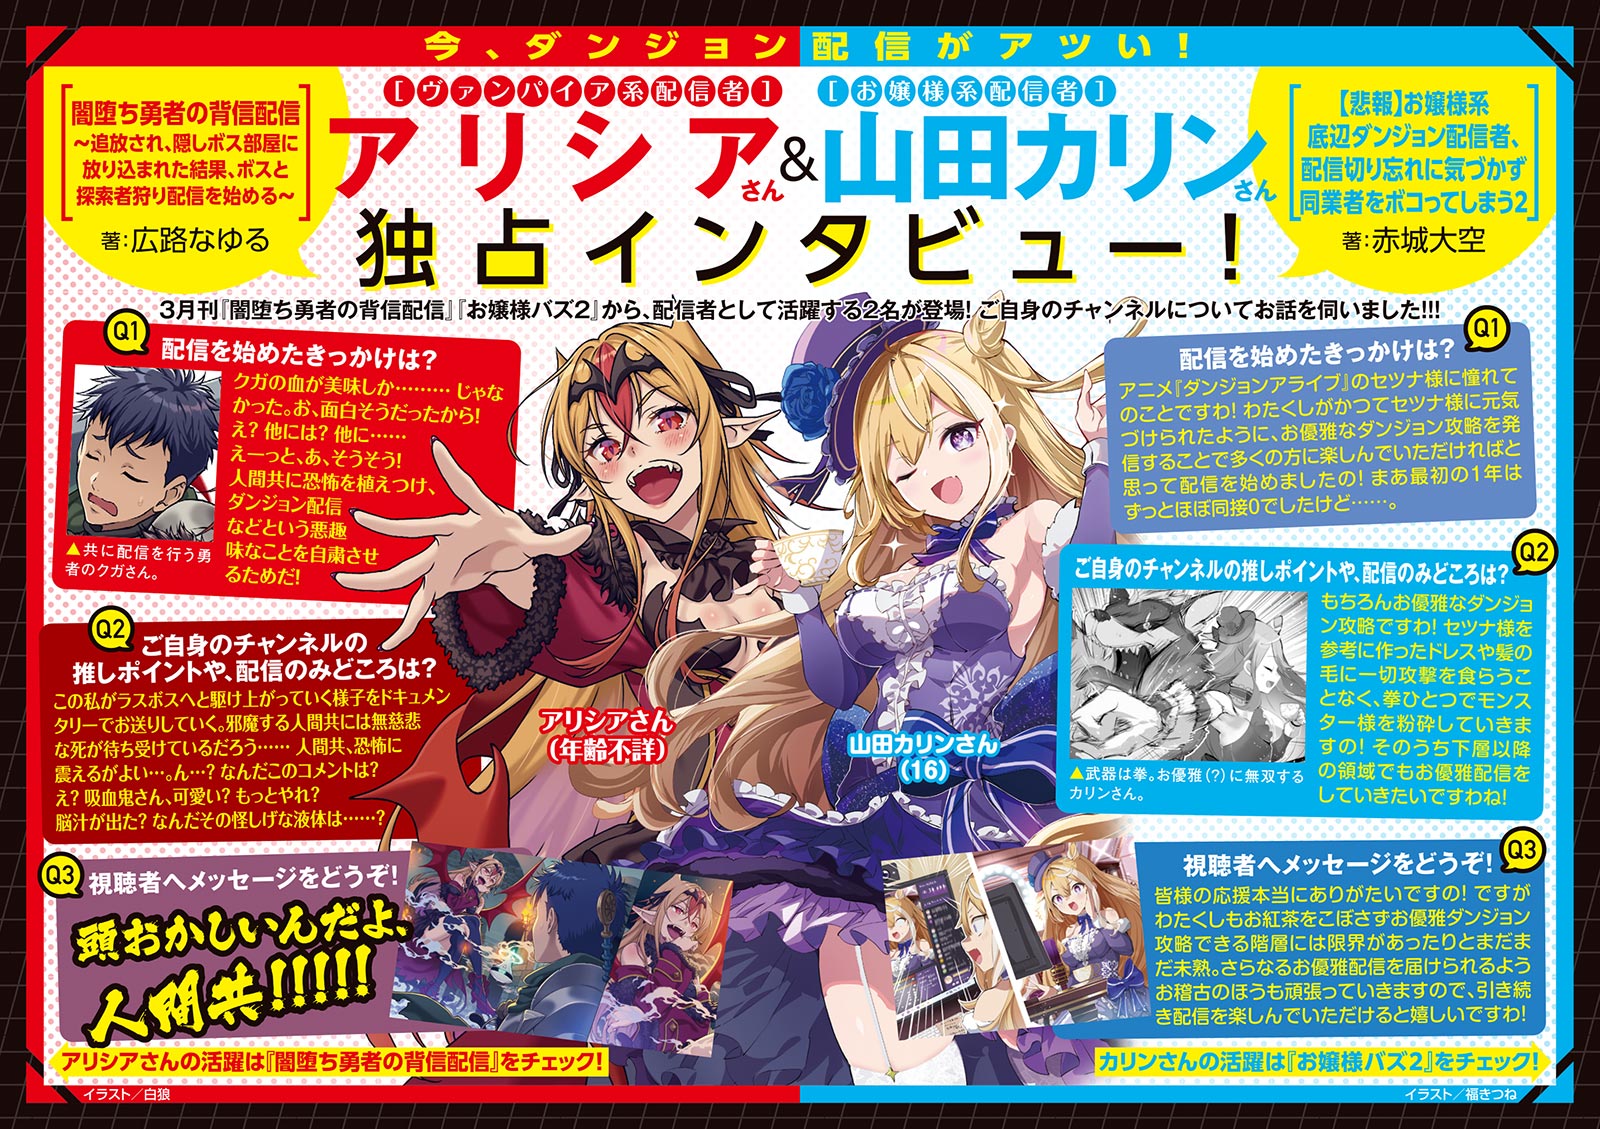 今、ダンジョン配信がアツい!
[ヴァンパイア系配信者]
[お嬢様系配信者]
アリシアさん&山田カリンさん
独占インタビュー!
闇堕ち勇者の背信配信
~追放され、隠しボス部屋に
放り込まれた結果、ボスと
探索者狩り配信を始める~
著:広路なゆる
【悲報】お嬢様系
底辺ダンジョン配信者、
配信切り忘れに気づかず
同業者をボコってしまう2
著:赤城大空
3月刊『闇堕ち勇者の背信配信』『お嬢様バズ2』から、配信者として活躍する2名が登場! ご自身のチャンネルについてお話を伺いました!!!
Q1
配信を始めたきっかけは?
クガの血が美味しか……… じゃな
かった。お、面白そうだったから!
え? 他には? 他に……
えーっと、あ、そうそう!
人間共に恐怖を植えつけ、
ダンジョン配信
などという悪趣
味なことを自粛させ
るためだ!
▲共に配信を行う勇
者のクガさん。
Q2
ご自身のチャンネルの
推しポイントや、配信のみどころは?
この私がラスボスへと駆け上がっていく様子をドキュメン
タリーでお送りしていく。邪魔する人間共には無慈悲
な死が待ち受けているだろう…… 人間共、恐怖に
震えるがよい…。ん…? なんだこのコメントは?
え? 吸血鬼さん、可愛い? もっとやれ?
脳汁が出た? なんだその怪しげな液体は……?
Q3
視聴者へメッセージをどうぞ!
頭おかしいんだよ、
人間共!!!!!
アリシアさんの活躍は『闇堕ち勇者の背信配信』をチェック!
イラスト/白狼
アリシアさん
(年齢不詳)
山田カリンさん
(16)
Q1
配信を始めたきっかけは?
アニメ『ダンジョンアライブ』のセツナ様に憧れて
のことですわ! わたくしがかつてセツナ様に元気
づけられたように、お優雅なダンジョン攻略を発
信することで多くの方に楽しんでいただければと
思って配信を始めましたの! まあ最初の1年は
ずっとほぼ同接0でしたけど……。
Q2
ご自身のチャンネルの推しポイントや、配信のみどころは?
もちろんお優雅なダンジョ
ン攻略ですわ! セツナ様を
参考に作ったドレスや髪の
毛に一切攻撃を食らうこ
となく、拳ひとつでモンス
ター様を粉砕していきま
すの! そのうち下層以降
の領域でもお優雅配信を
していきたいですわね!
▲武器は拳。お優雅(?)に無双する
カリンさん。
Q3
視聴者へメッセージをどうぞ!
皆様の応援本当にありがたいですの! ですが
わたくしもお紅茶をこぼさずお優雅ダンジョン
攻略できる階層には限界があったりとまだま
だ未熟。さらなるお優雅配信を届けられるよう
お稽古のほうも頑張っていきますので、引き続
き配信を楽しんでいただけると嬉しいですわ!
カリンさんの活躍は『お嬢様バズ2』をチェック!
イラスト/福きつね